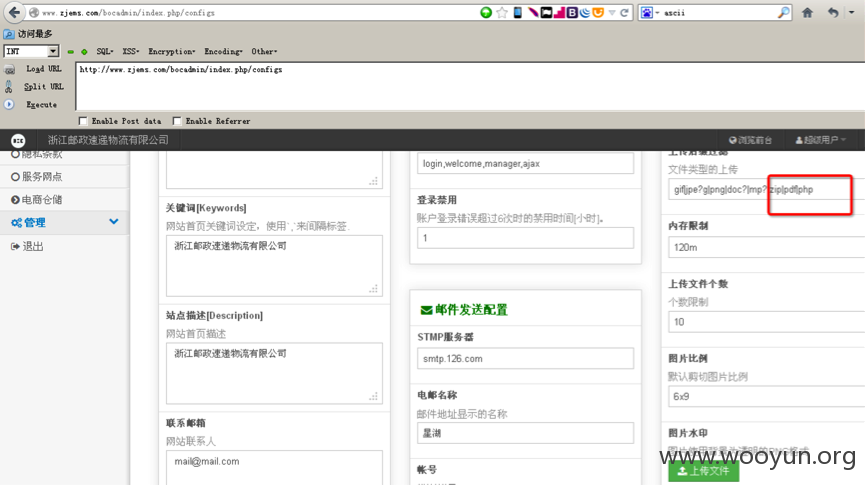 www.zjems.com/bocadmin/index.php/configs
ascii
访问最多
INT
SQL- XSS- Encryption- Encoding- Other-
Load URL
Split URL
Execute
http://www.zjems.com/bocadmin/index.php/configs
Enable Post data
Enable Referrer
浙江邮政速递物流有限公司
浏览前台
超级用户
隐私条款
服务网点
电商仓储
管理
退出
关键词[Keywords]
网站首页关键词设定，使用`,`来间隔标签.
浙江邮政速递物流有限公司
站点描述[Description]
网站首页描述
浙江邮政速递物流有限公司
联系邮箱
网站联系人
mail@mail.com
login,welcome,manager,ajax
登录禁用
账户登录错误超过6次时的禁用时间[小时]。
1
邮件发送配置
STMP服务器
smtp.126.com
电邮名称
邮件地址显示的名称
星湖
帐号
上传后缀过滤
文件类型的上传
gif|jpe?g|png|doc?|mp?|zip|pdf|php
内存限制
120m
上传文件个数
个数限制
10
图片比例
默认剪切图片比例
6x9
图片水印
上传文件
www.wooyun.org